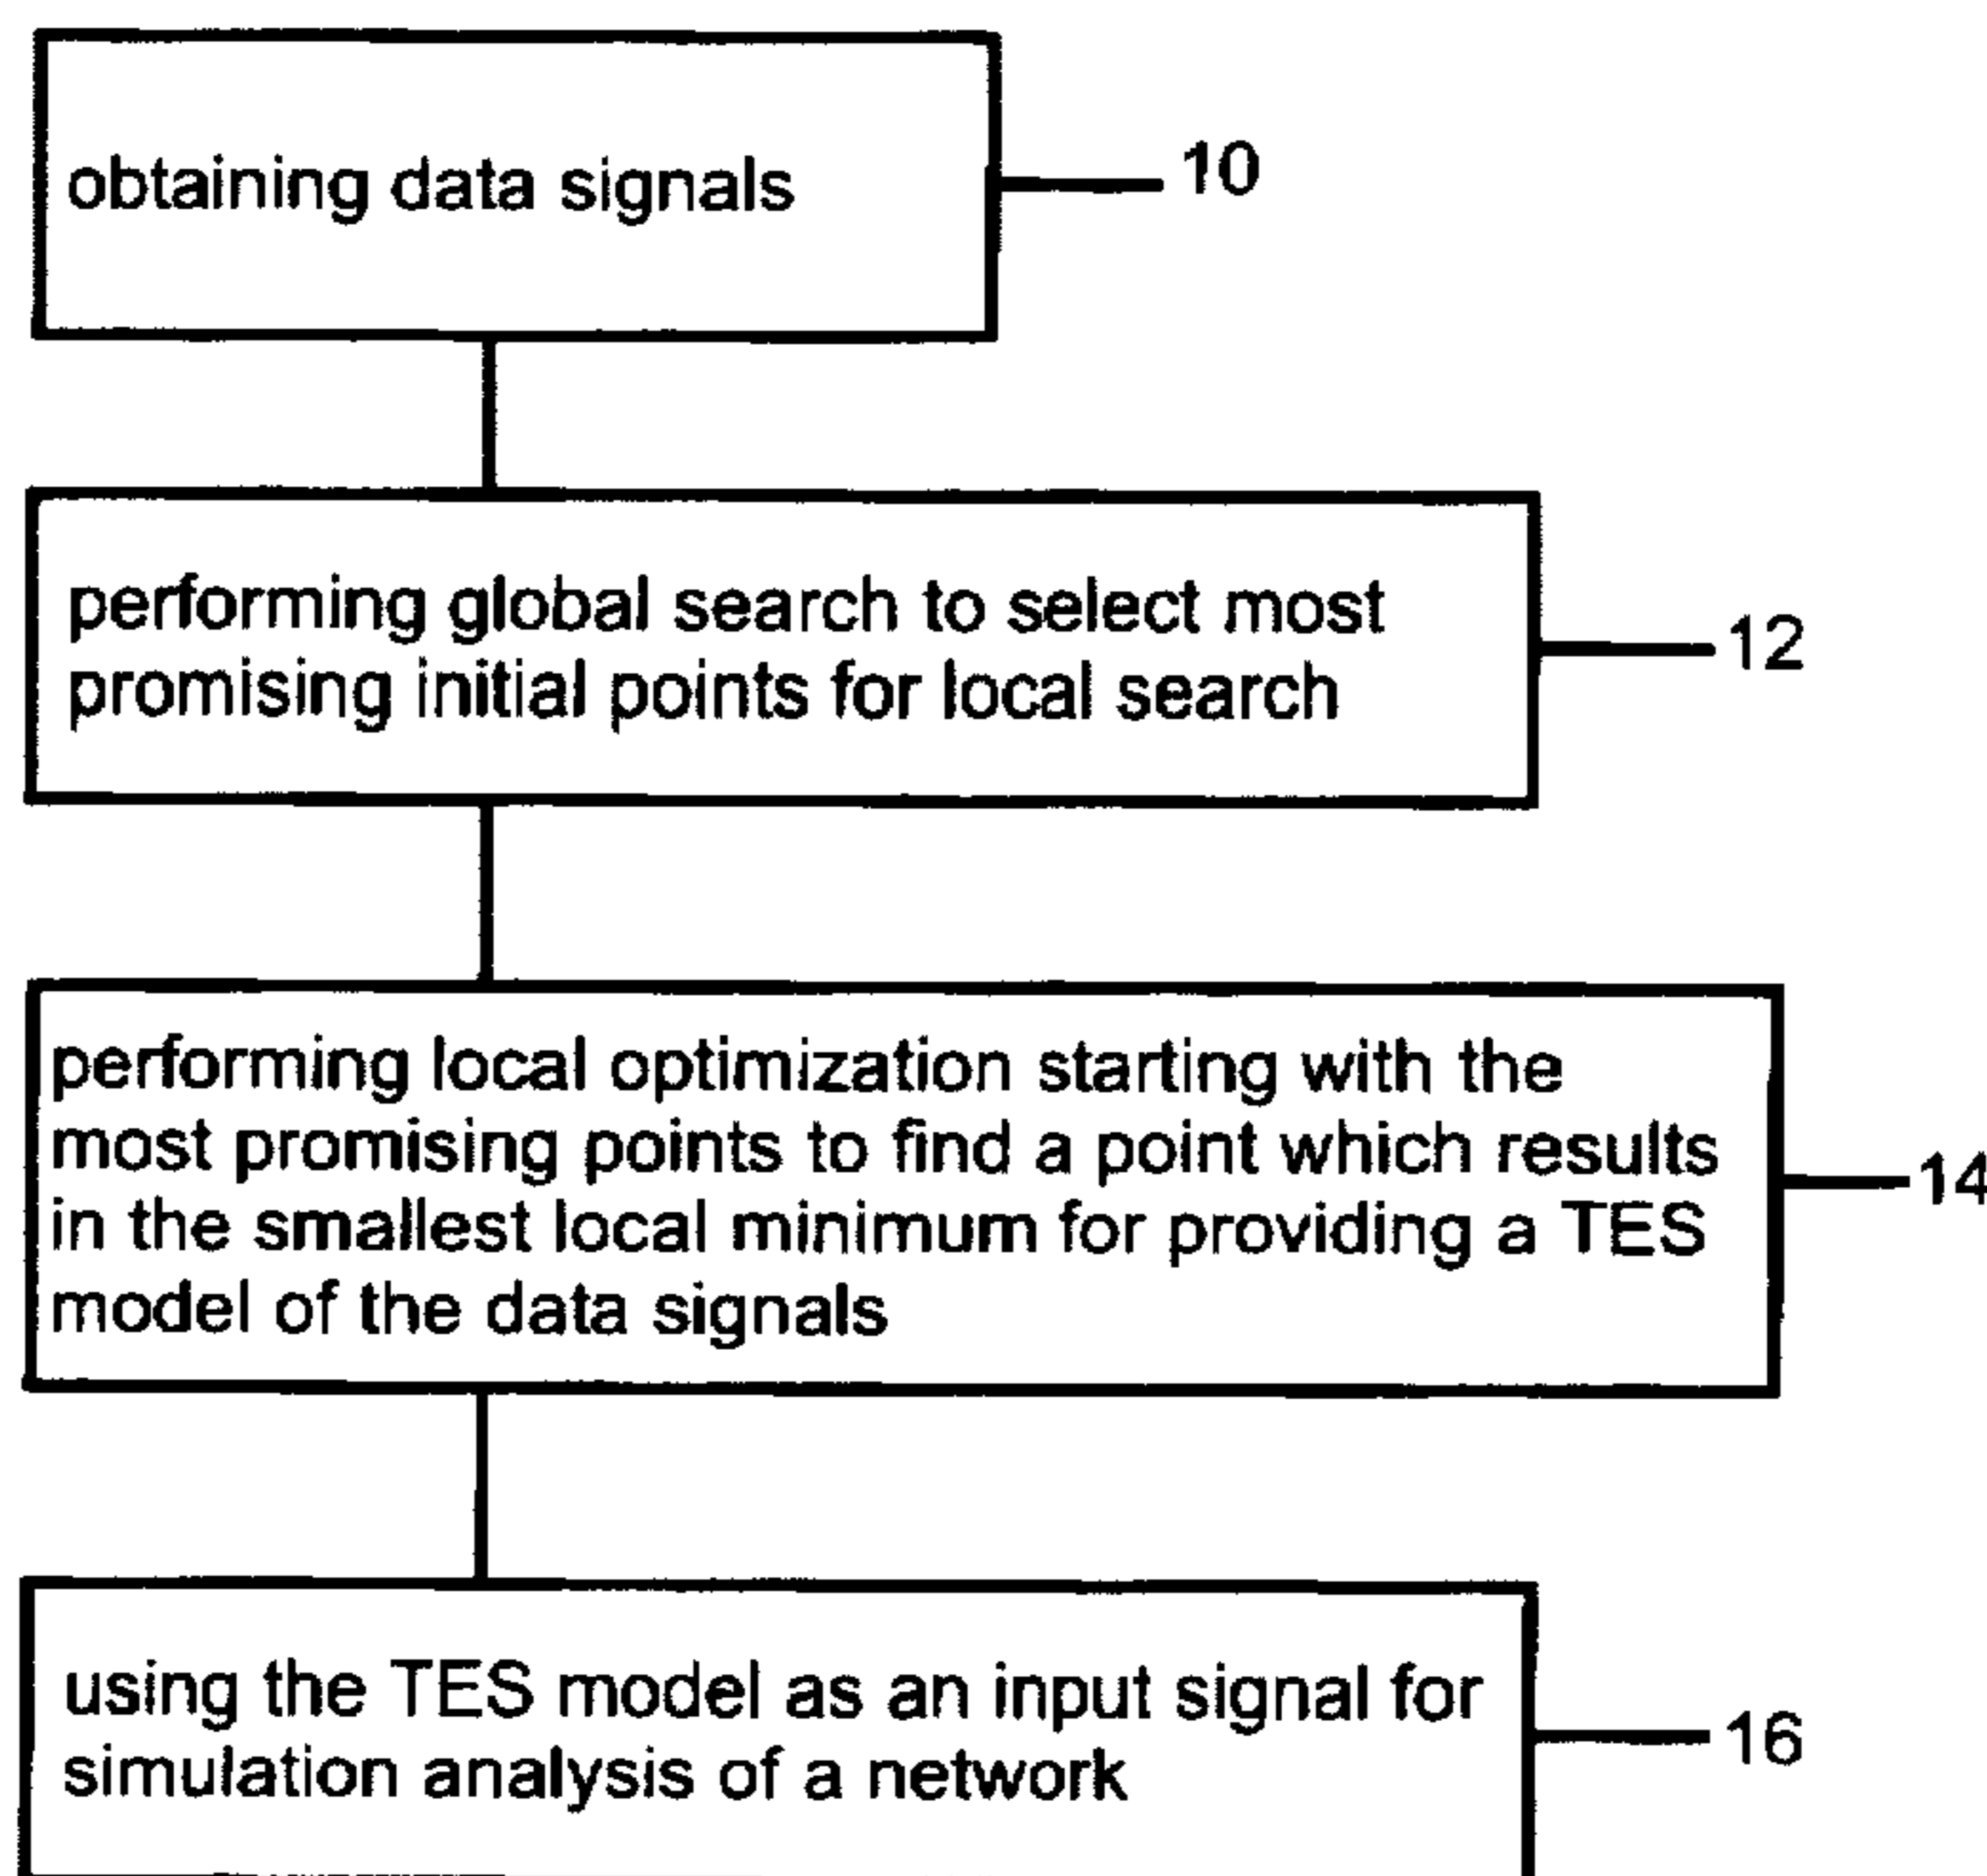 obtaining data signals
10
performing global search to select most
promising initial points for local search
12
performing local optimization starting with the
most promising points to find a point which results
in the smallest local minimum for providing a TES
model of the data signals
14
using the TES model as an input signal for
simulation analysis of a network
16